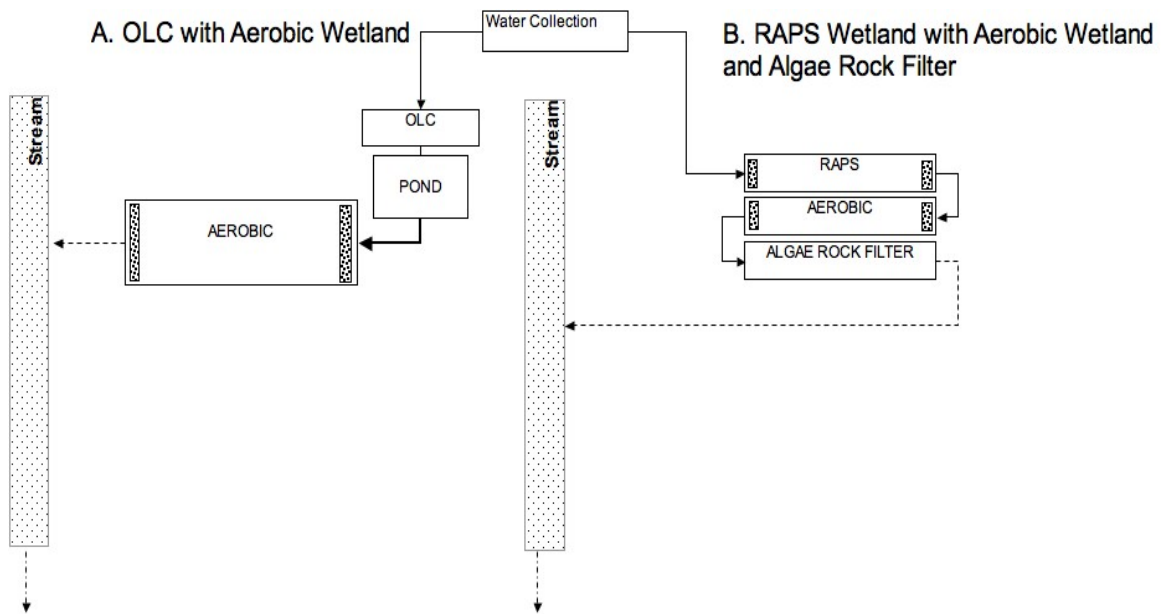 A. OLC with Aerobic Wetland
Water Collection
B. RAPS Wetland with Aerobic Wetland
and Algae Rock Filter
Stream
OLC
POND
AEROBIC
Stream
RAPS
AEROBIC
ALGAE ROCK FILTER